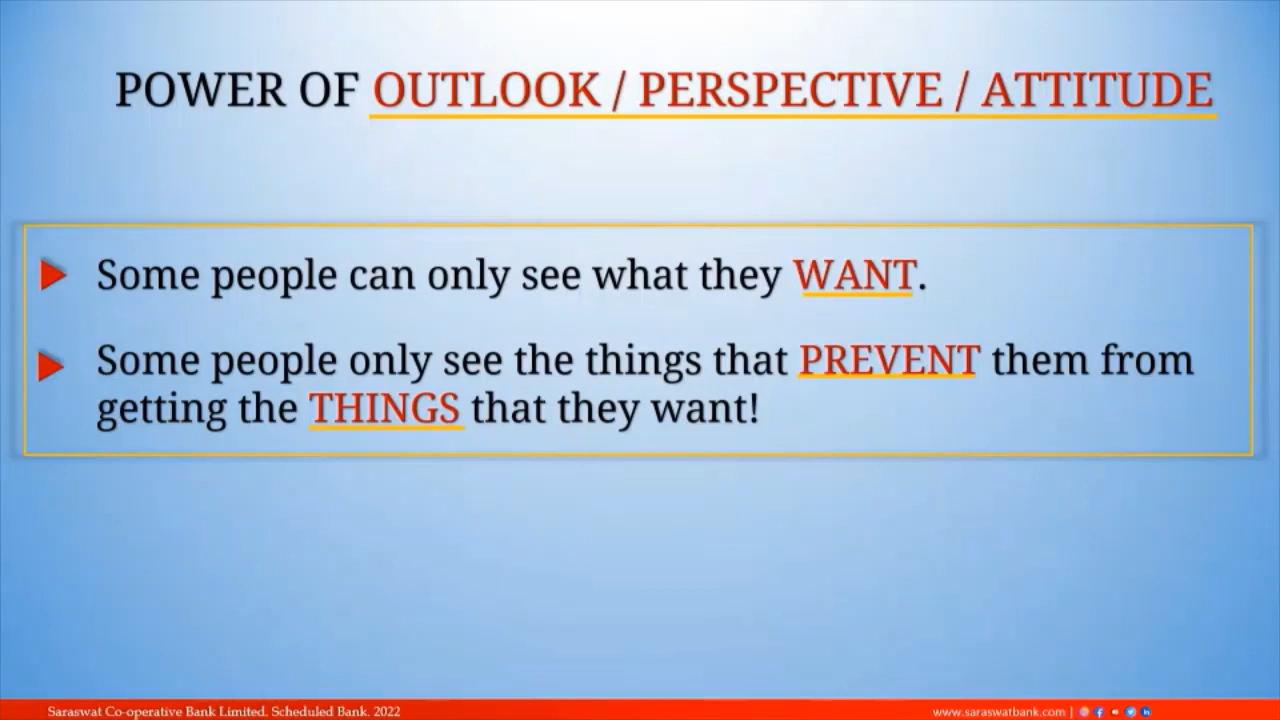 POWER OF OUTLOOK / PERSPECTIVE / ATTITUDE
Some people can only see what they WANT.
Some people only see the things that PREVENT them from
getting the THINGS that they want!
Saraswat Co-operative Bank Limited. Scheduled Bank. 2022
www.saraswatbank.com |